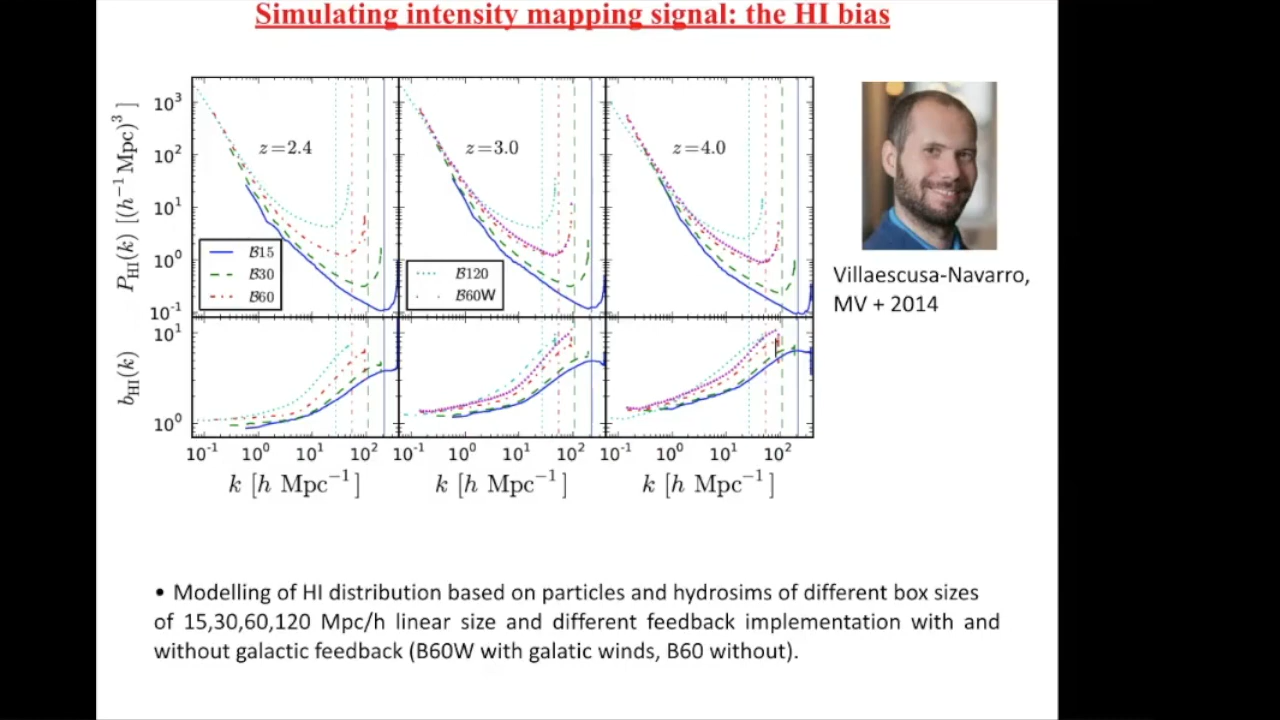 Simulating intensity mapping signal: the HI bias
P_HI(k) [(h⁻¹ Mpc)³]
10³
10²
10¹
10⁰
10⁻¹
z=2.4
z=3.0
z=4.0
B15
B30
B60
B120
B60W
b_HI(k)
10¹
10⁰
10⁻¹ 10⁰ 10¹ 10² 10⁻¹ 10⁰ 10¹ 10² 10⁻¹ 10⁰ 10¹ 10²
k [h Mpc⁻¹] k [h Mpc⁻¹] k [h Mpc⁻¹]
Villaescusa-Navarro,
MV + 2014
• Modelling of HI distribution based on particles and hydrosims of different box sizes
of 15,30,60,120 Mpc/h linear size and different feedback implementation with and
without galactic feedback (B60W with galatic winds, B60 without).